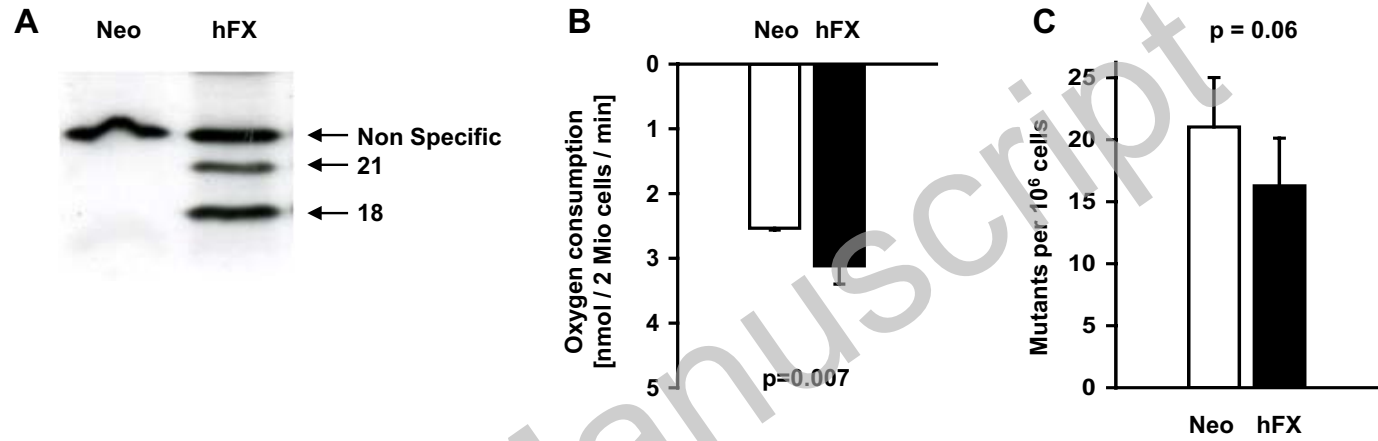 A
Neo hFX
Non Specific
21
18
B
Neo hFX
0
1
2
3
4
5
Oxygen consumption
[nmol / 2 Mio cells / min]
p=0.007
C
p = 0.06
25
20
15
10
5
0
Mutants per 10⁶ cells
Neo hFX
anuscript